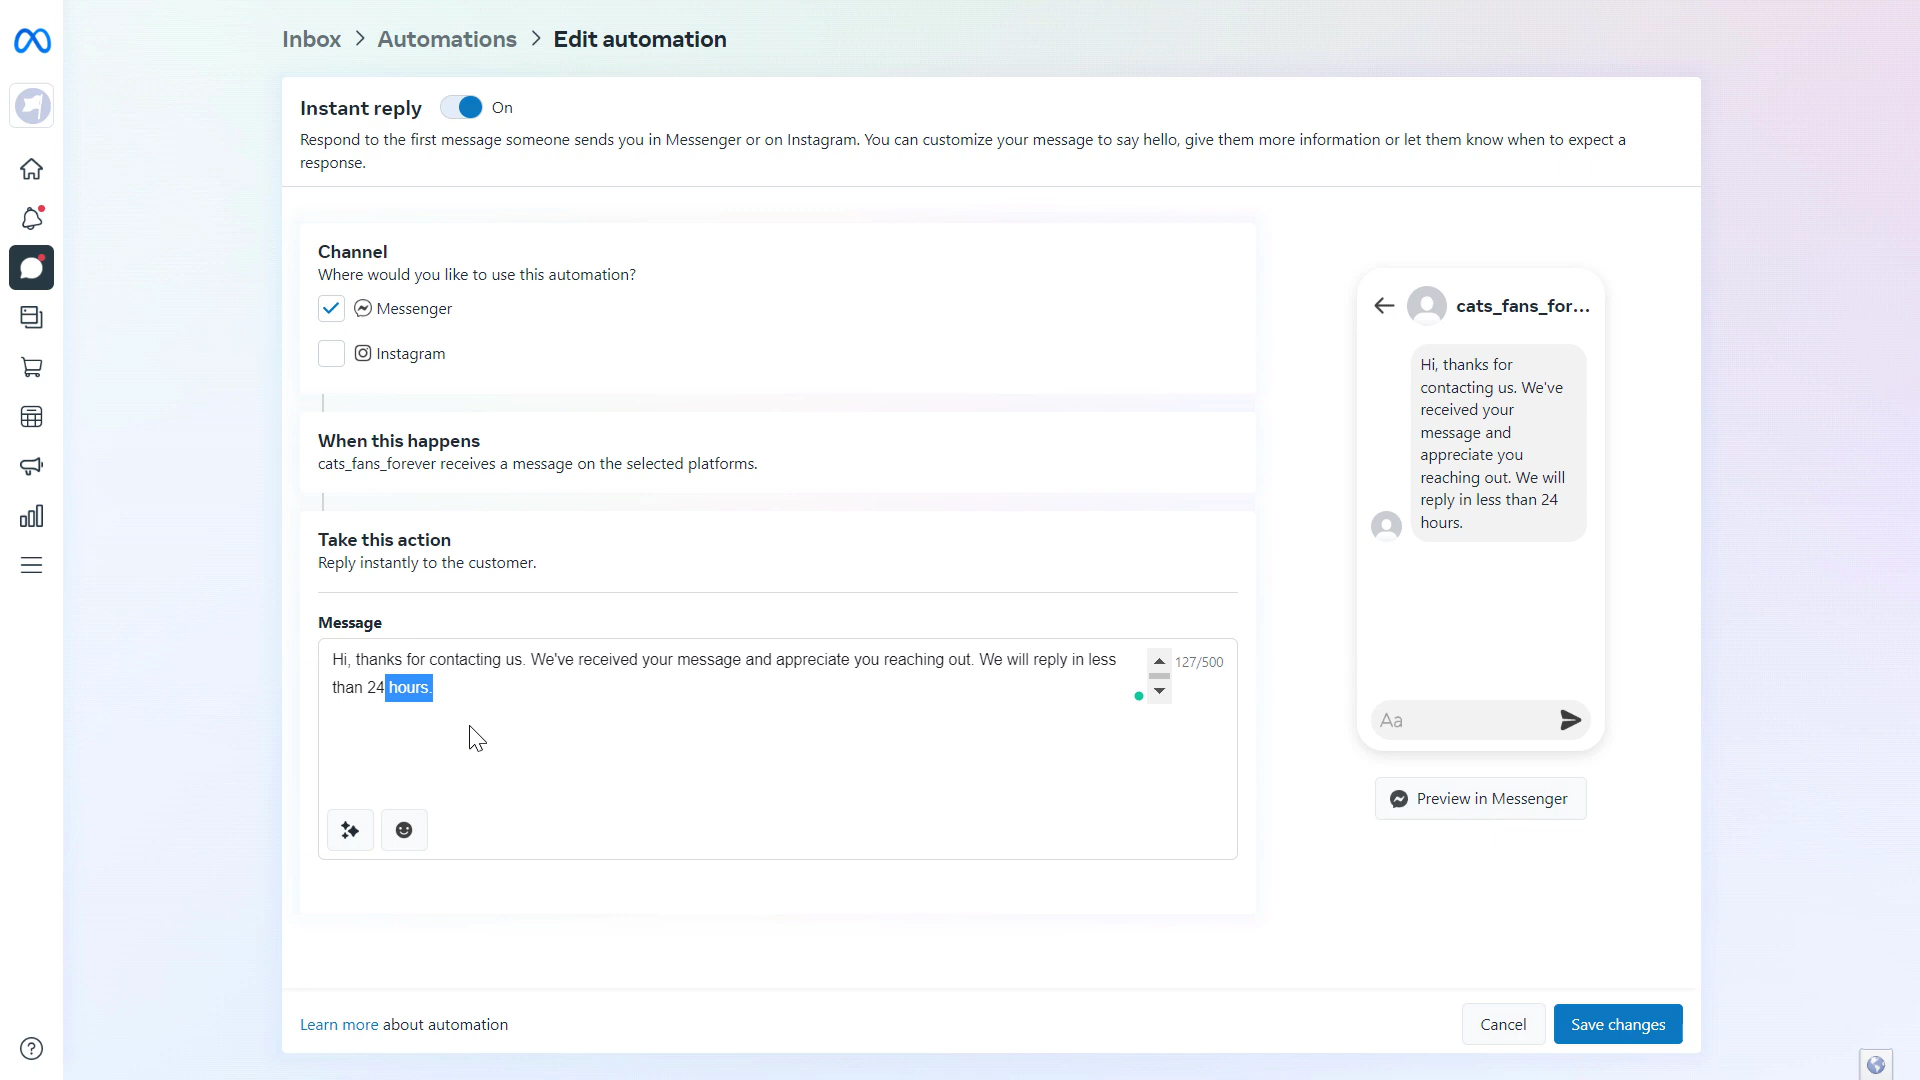 Inbox > Automations > Edit automation
Instant reply On
Respond to the first message someone sends you in Messenger or on Instagram. You can customize your message to say hello, give them more information or let them know when to expect a
response.
Channel
Where would you like to use this automation?
Messenger
Instagram
When this happens
cats_fans_forever receives a message on the selected platforms.
Take this action
Reply instantly to the customer.
Message
Hi, thanks for contacting us. We've received your message and appreciate you reaching out. We will reply in less
than 24 hours.
127/500
cats_fans_for...
Hi, thanks for
contacting us. We've
received your
message and
appreciate you
reaching out. We will
reply in less than 24
hours.
Aa
Preview in Messenger
Learn more about automation
Cancel
Save changes